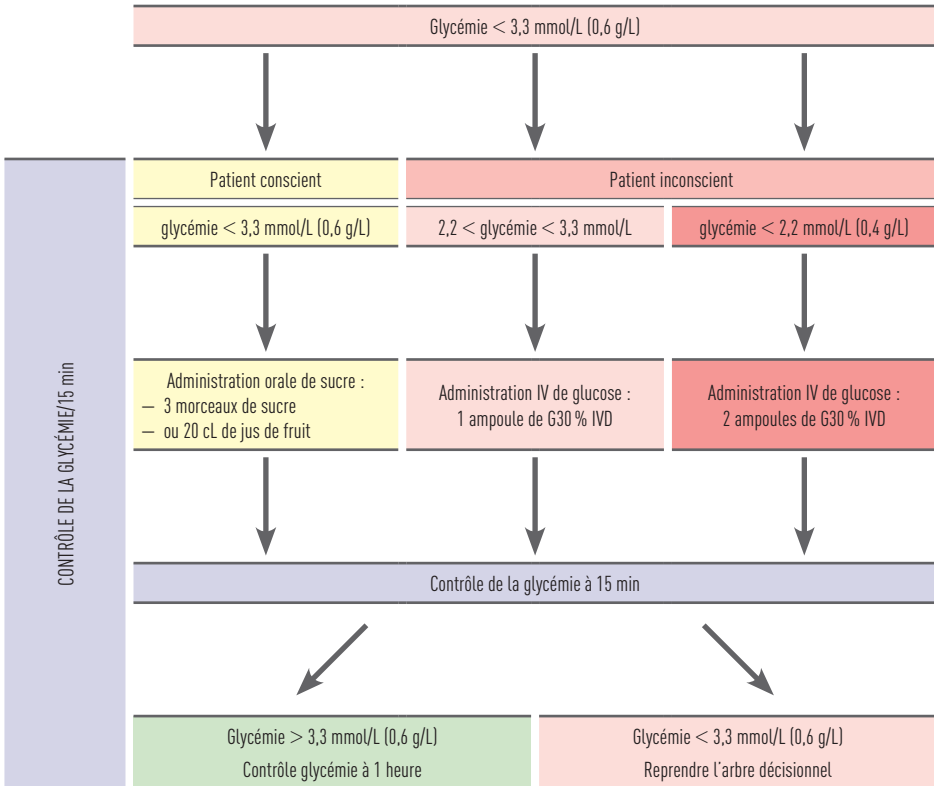 Glycémie < 3,3 mmol/L (0,6 g/L)
CONTRÔLE DE LA GLYCÉMIE/15 min
Patient conscient
Patient inconscient
glycémie < 3,3 mmol/L (0,6 g/L)
2,2 < glycémie < 3,3 mmol/L
glycémie < 2,2 mmol/L (0,4 g/L)
Administration orale de sucre :
– 3 morceaux de sucre
– ou 20 cL de jus de fruit
Administration IV de glucose :
1 ampoule de G30 % IVD
Administration IV de glucose :
2 ampoules de G30 % IVD
Contrôle de la glycémie à 15 min
Glycémie > 3,3 mmol/L (0,6 g/L)
Contrôle glycémie à 1 heure
Glycémie < 3,3 mmol/L (0,6 g/L)
Reprendre l'arbre décisionnel